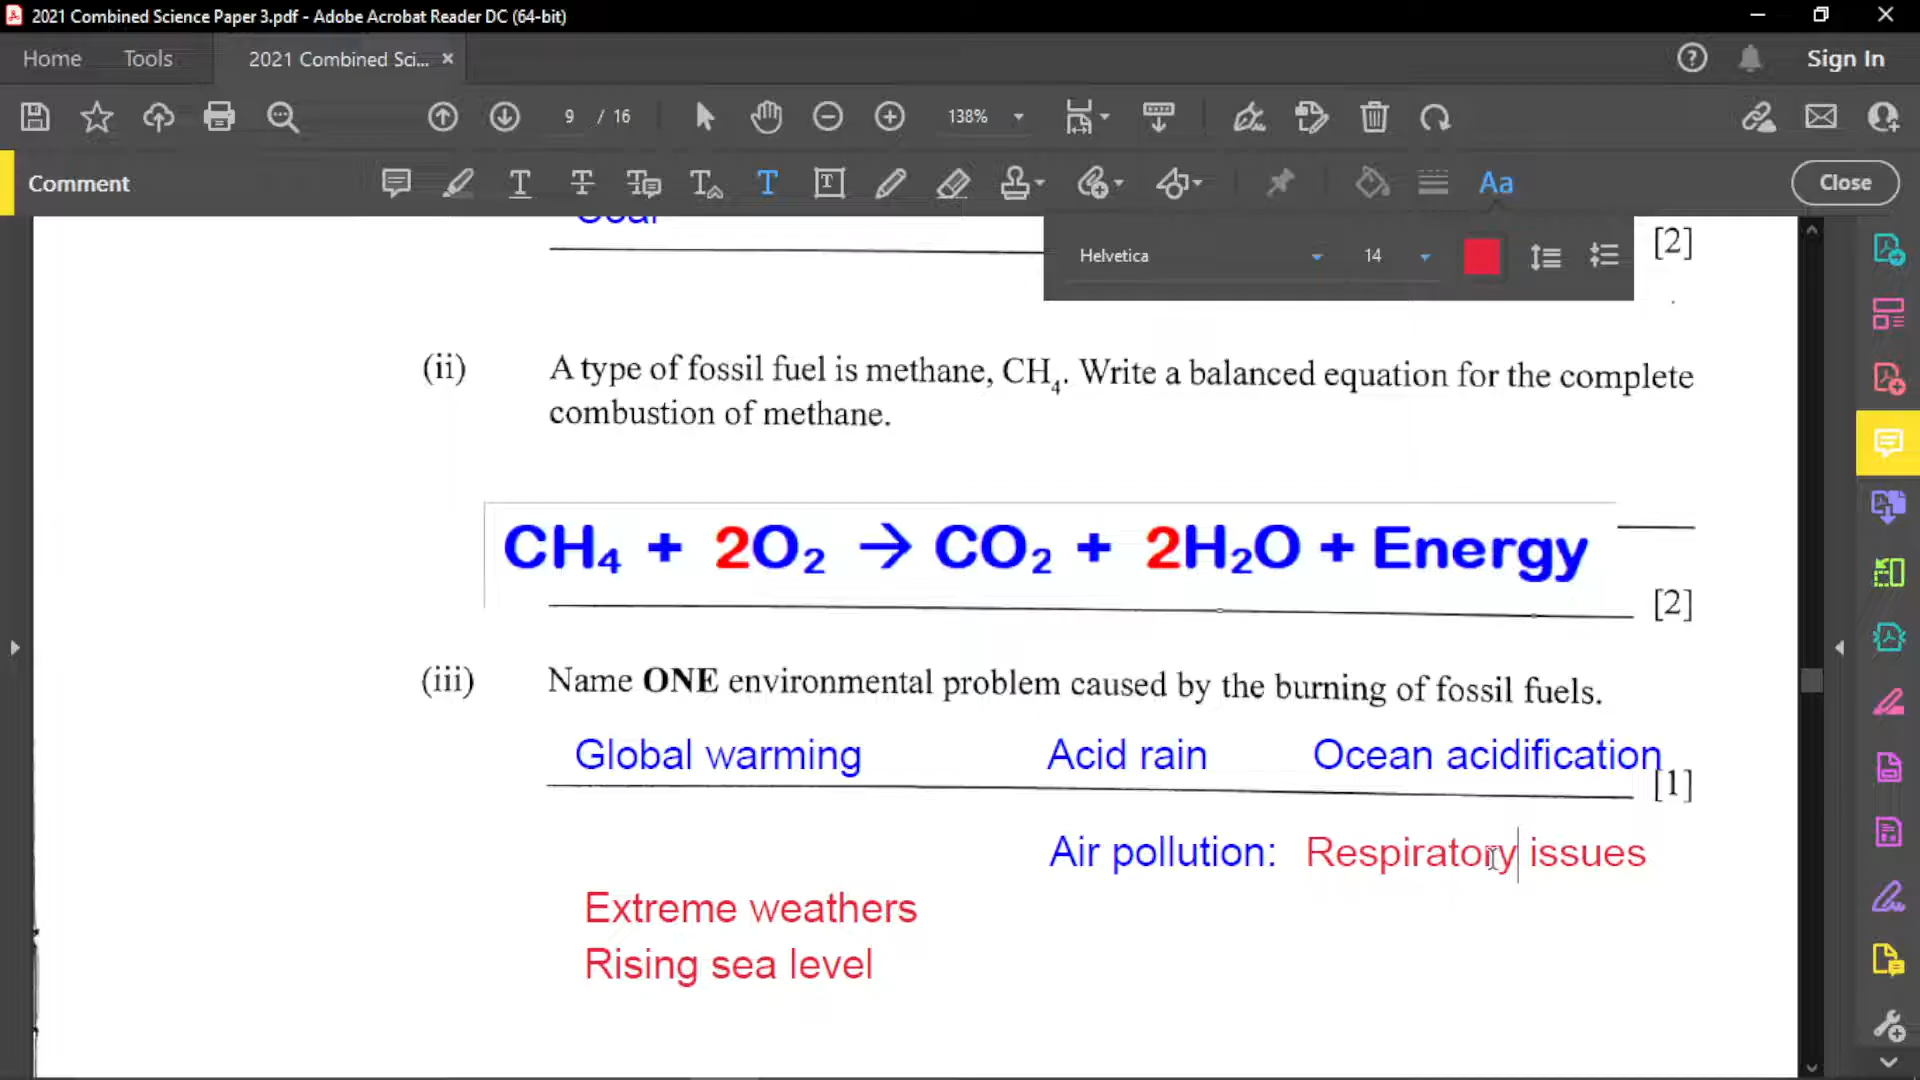 2021 Combined Science Paper 3.pdf - Adobe Acrobat Reader DC (64-bit)
Home Tools 2021 Combined Sci... × Sign In
9 / 16 138%
Comment Close
Coal
Helvetica 14
[2]
(ii) A type of fossil fuel is methane, CH₄. Write a balanced equation for the complete
combustion of methane.
CH₄ + 2O₂ → CO₂ + 2H₂O + Energy
[2]
(iii) Name ONE environmental problem caused by the burning of fossil fuels.
Global warming Acid rain Ocean acidification
[1]
Air pollution: Respiratory issues
Extreme weathers
Rising sea level